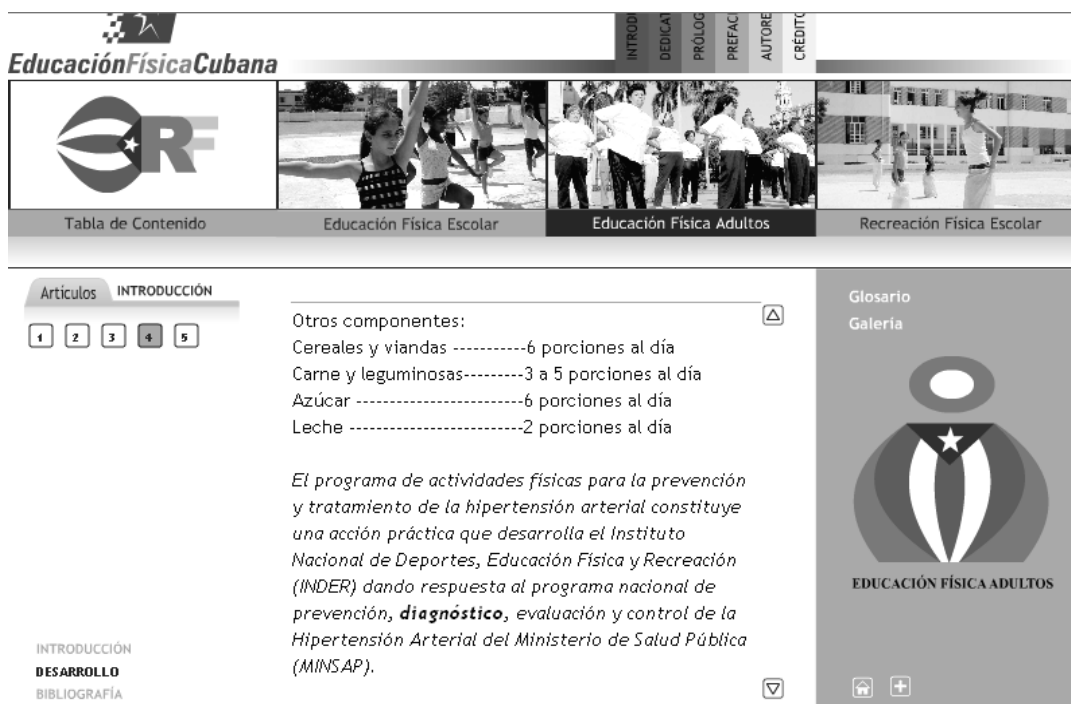 EducaciónFísicaCubana
DEDICAT
PRÓLOG
PREFACI
AUTORE
CRÉDITO
RF
Tabla de Contenido
Educación Física Escolar
Educación Física Adultos
Recreación Física Escolar
Artículos
INTRODUCCIÓN
1 2 3 4 5
Otros componentes:
Cereales y viandas -----------6 porciones al día
Carne y leguminosas---------3 a 5 porciones al día
Azúcar -------------------------6 porciones al día
Leche --------------------------2 porciones al día
El programa de actividades físicas para la prevención
y tratamiento de la hipertensión arterial constituye
una acción práctica que desarrolla el Instituto
Nacional de Deportes, Educación Física y Recreación
(INDER) dando respuesta al programa nacional de
prevención, diagnóstico, evaluación y control de la
Hipertensión Arterial del Ministerio de Salud Pública
(MINSAP).
INTRODUCCIÓN
DESARROLLO
BIBLIOGRAFÍA
Glosario
Galería
EDUCACIÓN FÍSICA ADULTOS